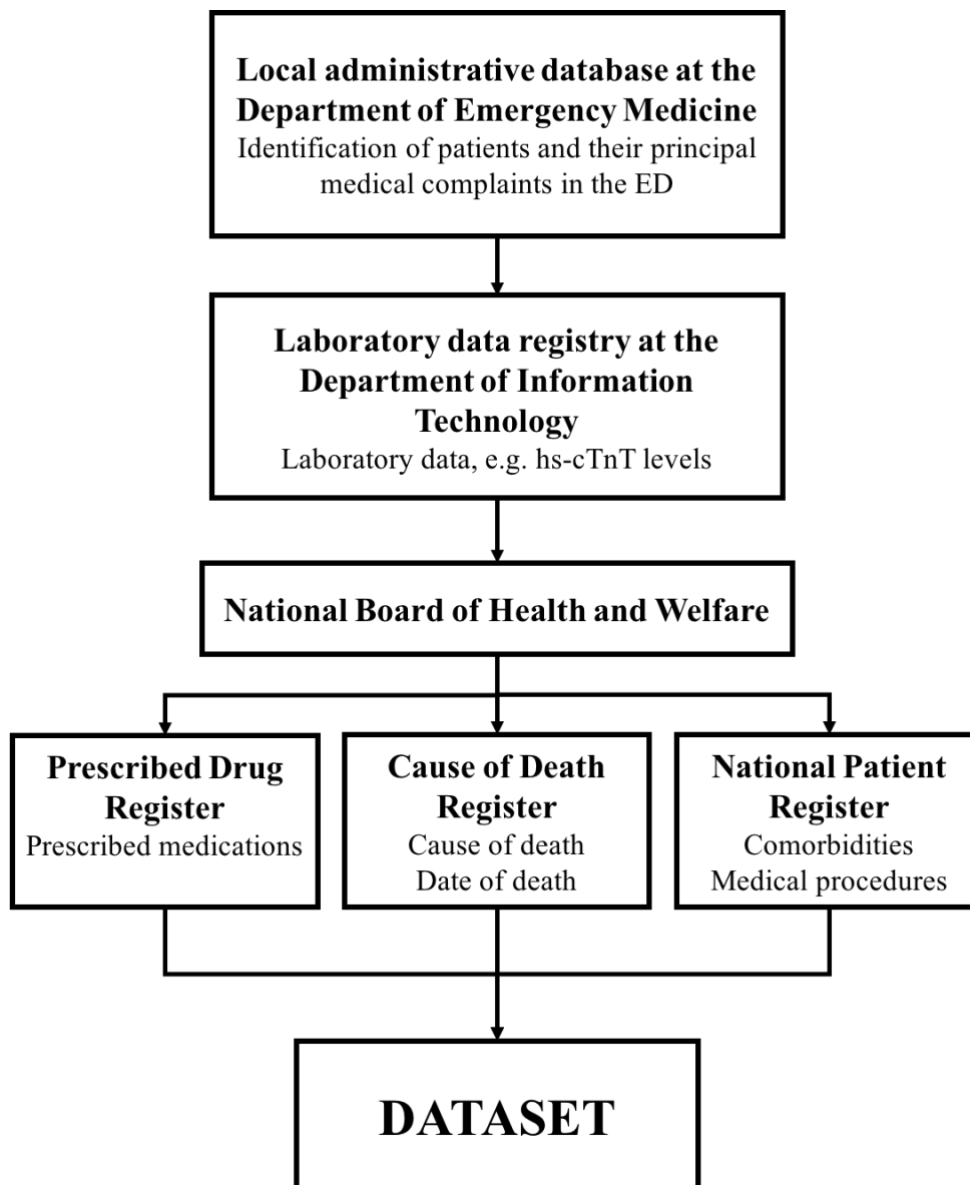 Local administrative database at the
Department of Emergency Medicine
Identification of patients and their principal
medical complaints in the ED
Laboratory data registry at the
Department of Information
Technology
Laboratory data, e.g. hs-cTnT levels
National Board of Health and Welfare
Prescribed Drug
Register
Prescribed medications
Cause of Death
Register
Cause of death
Date of death
National Patient
Register
Comorbidities
Medical procedures
DATASET